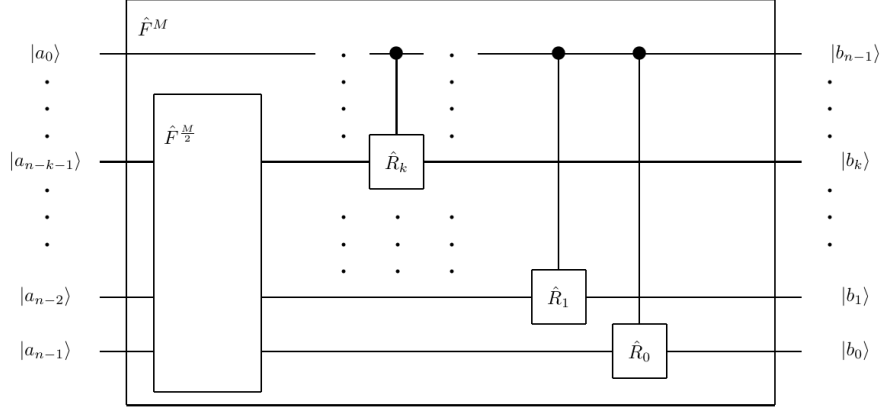 F̂^M
|a_0⟩ |b_{n−1}⟩
F̂^{M/2}
|a_{n−k−1}⟩ R̂_k |b_k⟩
|a_{n−2}⟩ R̂_1 |b_1⟩
|a_{n−1}⟩ R̂_0 |b_0⟩